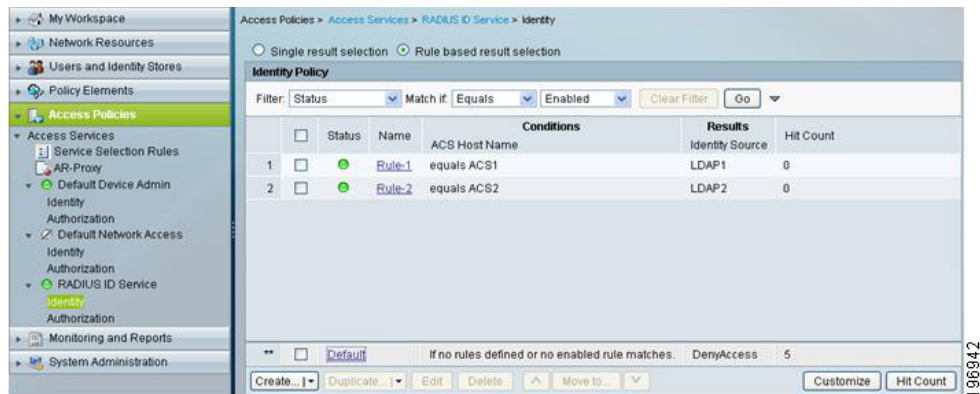 My Workspace
Network Resources
Users and Identity Stores
Policy Elements
Access Policies
Access Services
Service Selection Rules
AR-Proxy
Default Device Admin
Identity
Authorization
Default Network Access
Identity
Authorization
RADIUS ID Service
Identity
Authorization
Monitoring and Reports
System Administration
Access Policies > Access Services > RADIUS ID Service > Identity
Single result selection Rule based result selection
Identity Policy
Filter: Status Match if: Equals Enabled Clear Filter Go
Status Name Conditions Results Hit Count
ACS Host Name Identity Source
1 Rule-1 equals ACS1 LDAP1 0
2 Rule-2 equals ACS2 LDAP2 0
** Default If no rules defined or no enabled rule matches. DenyAccess 5
Create... | Duplicate... | Edit Delete Move to... Customize Hit Count
196942